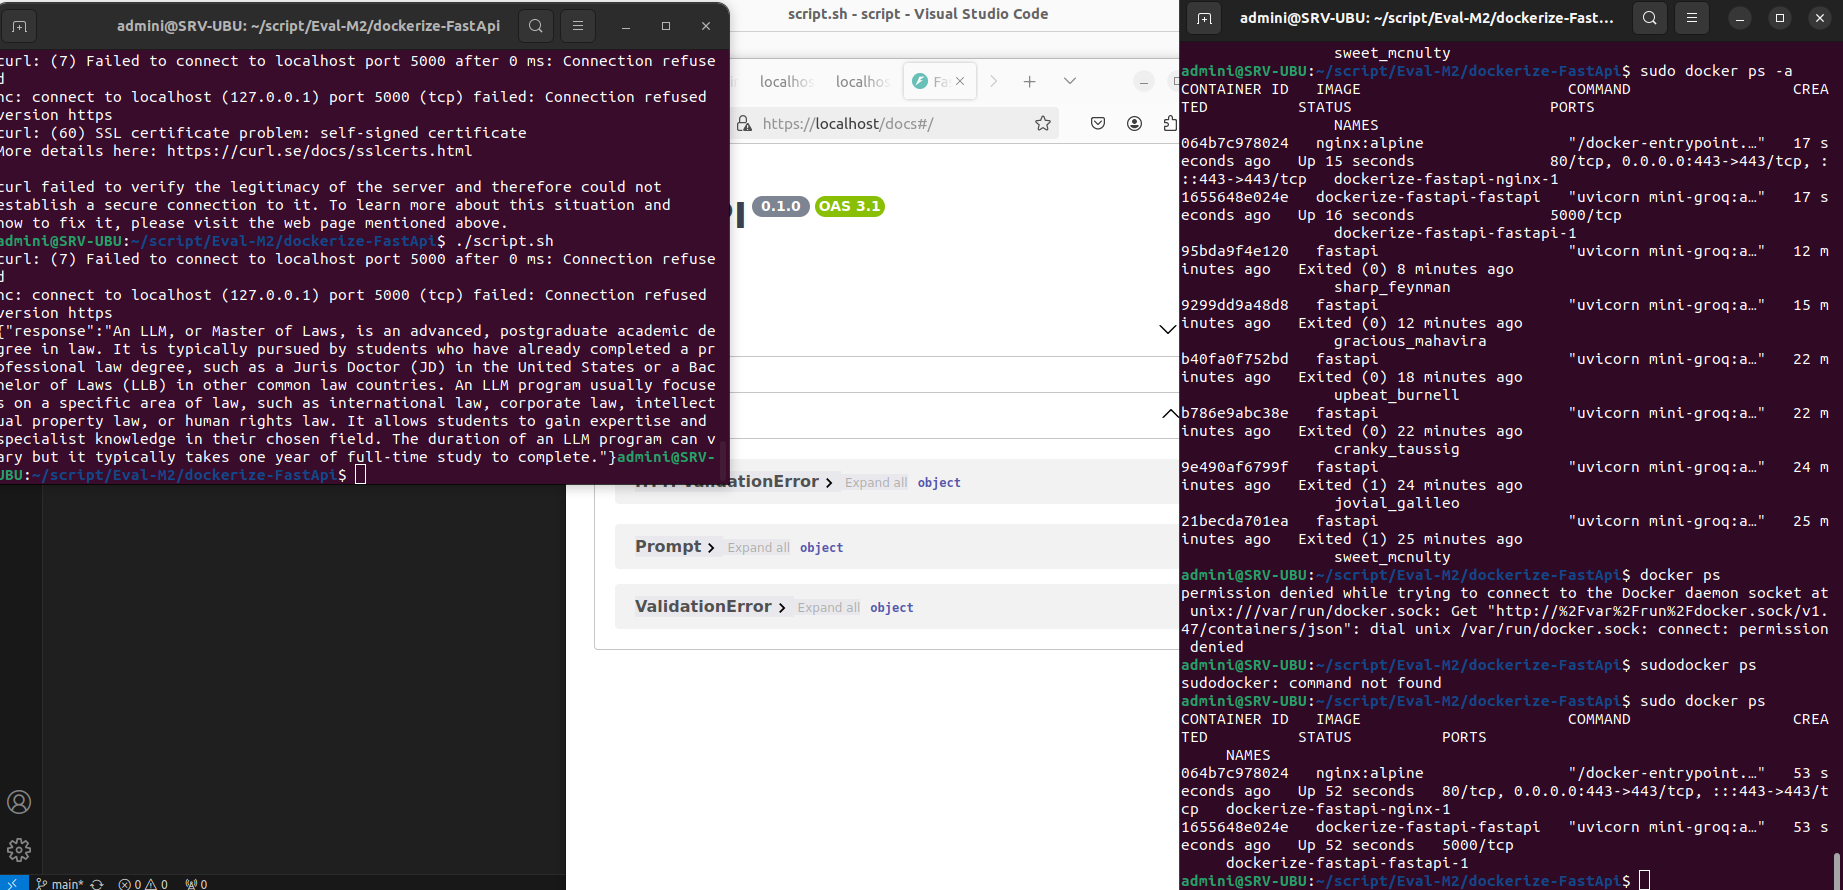 admini@SRV-UBU: ~/script/Eval-M2/dockerize-FastApi
curl: (7) Failed to connect to localhost port 5000 after 0 ms: Connection refuse
d
nc: connect to localhost (127.0.0.1) port 5000 (tcp) failed: Connection refused
version https
curl: (60) SSL certificate problem: self-signed certificate
More details here: https://curl.se/docs/sslcerts.html
curl failed to verify the legitimacy of the server and therefore could not
establish a secure connection to it. To learn more about this situation and
how to fix it, please visit the web page mentioned above.
admini@SRV-UBU:~/script/Eval-M2/dockerize-FastApi$ ./script.sh
curl: (7) Failed to connect to localhost port 5000 after 0 ms: Connection refuse
d
nc: connect to localhost (127.0.0.1) port 5000 (tcp) failed: Connection refused
version https
{"response":"An LLM, or Master of Laws, is an advanced, postgraduate academic de
gree in law. It is typically pursued by students who have already completed a pr
ofessional law degree, such as a Juris Doctor (JD) in the United States or a Bac
helor of Laws (LLB) in other common law countries. An LLM program usually focuse
s on a specific area of law, such as international law, corporate law, intellect
ual property law, or human rights law. It allows students to gain expertise and
specialist knowledge in their chosen field. The duration of an LLM program can v
ary but it typically takes one year of full-time study to complete."}admini@SRV-
UBU:~/script/Eval-M2/dockerize-FastApi$
main* 0 0 0
script.sh - script - Visual Studio Code
localhos localhos Fa
https://localhost/docs#/
PI 0.1.0 OAS 3.1
HTTPValidationError Expand all object
Prompt Expand all object
ValidationError Expand all object
admini@SRV-UBU: ~/script/Eval-M2/dockerize-Fast...
sweet_mcnulty
admini@SRV-UBU:~/script/Eval-M2/dockerize-FastApi$ sudo docker ps -a
CONTAINER ID IMAGE COMMAND CREA
TED STATUS PORTS
NAMES
064b7c978024 nginx:alpine "/docker-entrypoint.…" 17 s
econds ago Up 15 seconds 80/tcp, 0.0.0.0:443->443/tcp, :
::443->443/tcp dockerize-fastapi-nginx-1
1655648e024e dockerize-fastapi-fastapi "uvicorn mini-groq:a…" 17 s
econds ago Up 16 seconds 5000/tcp
dockerize-fastapi-fastapi-1
95bda9f4e120 fastapi "uvicorn mini-groq:a…" 12 m
inutes ago Exited (0) 8 minutes ago
sharp_feynman
9299dd9a48d8 fastapi "uvicorn mini-groq:a…" 15 m
inutes ago Exited (0) 12 minutes ago
gracious_mahavira
b40fa0f752bd fastapi "uvicorn mini-groq:a…" 22 m
inutes ago Exited (0) 18 minutes ago
upbeat_burnell
b786e9abc38e fastapi "uvicorn mini-groq:a…" 22 m
inutes ago Exited (0) 22 minutes ago
cranky_taussig
9e490af6799f fastapi "uvicorn mini-groq:a…" 24 m
inutes ago Exited (1) 24 minutes ago
jovial_galileo
21becda701ea fastapi "uvicorn mini-groq:a…" 25 m
inutes ago Exited (1) 25 minutes ago
sweet_mcnulty
admini@SRV-UBU:~/script/Eval-M2/dockerize-FastApi$ docker ps
permission denied while trying to connect to the Docker daemon socket at
unix:///var/run/docker.sock: Get "http://%2Fvar%2Frun%2Fdocker.sock/v1.
47/containers/json": dial unix /var/run/docker.sock: connect: permission
denied
admini@SRV-UBU:~/script/Eval-M2/dockerize-FastApi$ sudodocker ps
sudodocker: command not found
admini@SRV-UBU:~/script/Eval-M2/dockerize-FastApi$ sudo docker ps
CONTAINER ID IMAGE COMMAND CREA
TED STATUS PORTS
NAMES
064b7c978024 nginx:alpine "/docker-entrypoint.…" 53 s
econds ago Up 52 seconds 80/tcp, 0.0.0.0:443->443/tcp, :::443->443/t
cp dockerize-fastapi-nginx-1
1655648e024e dockerize-fastapi-fastapi "uvicorn mini-groq:a…" 53 s
econds ago Up 52 seconds 5000/tcp
dockerize-fastapi-fastapi-1
admini@SRV-UBU:~/script/Eval-M2/dockerize-FastApi$